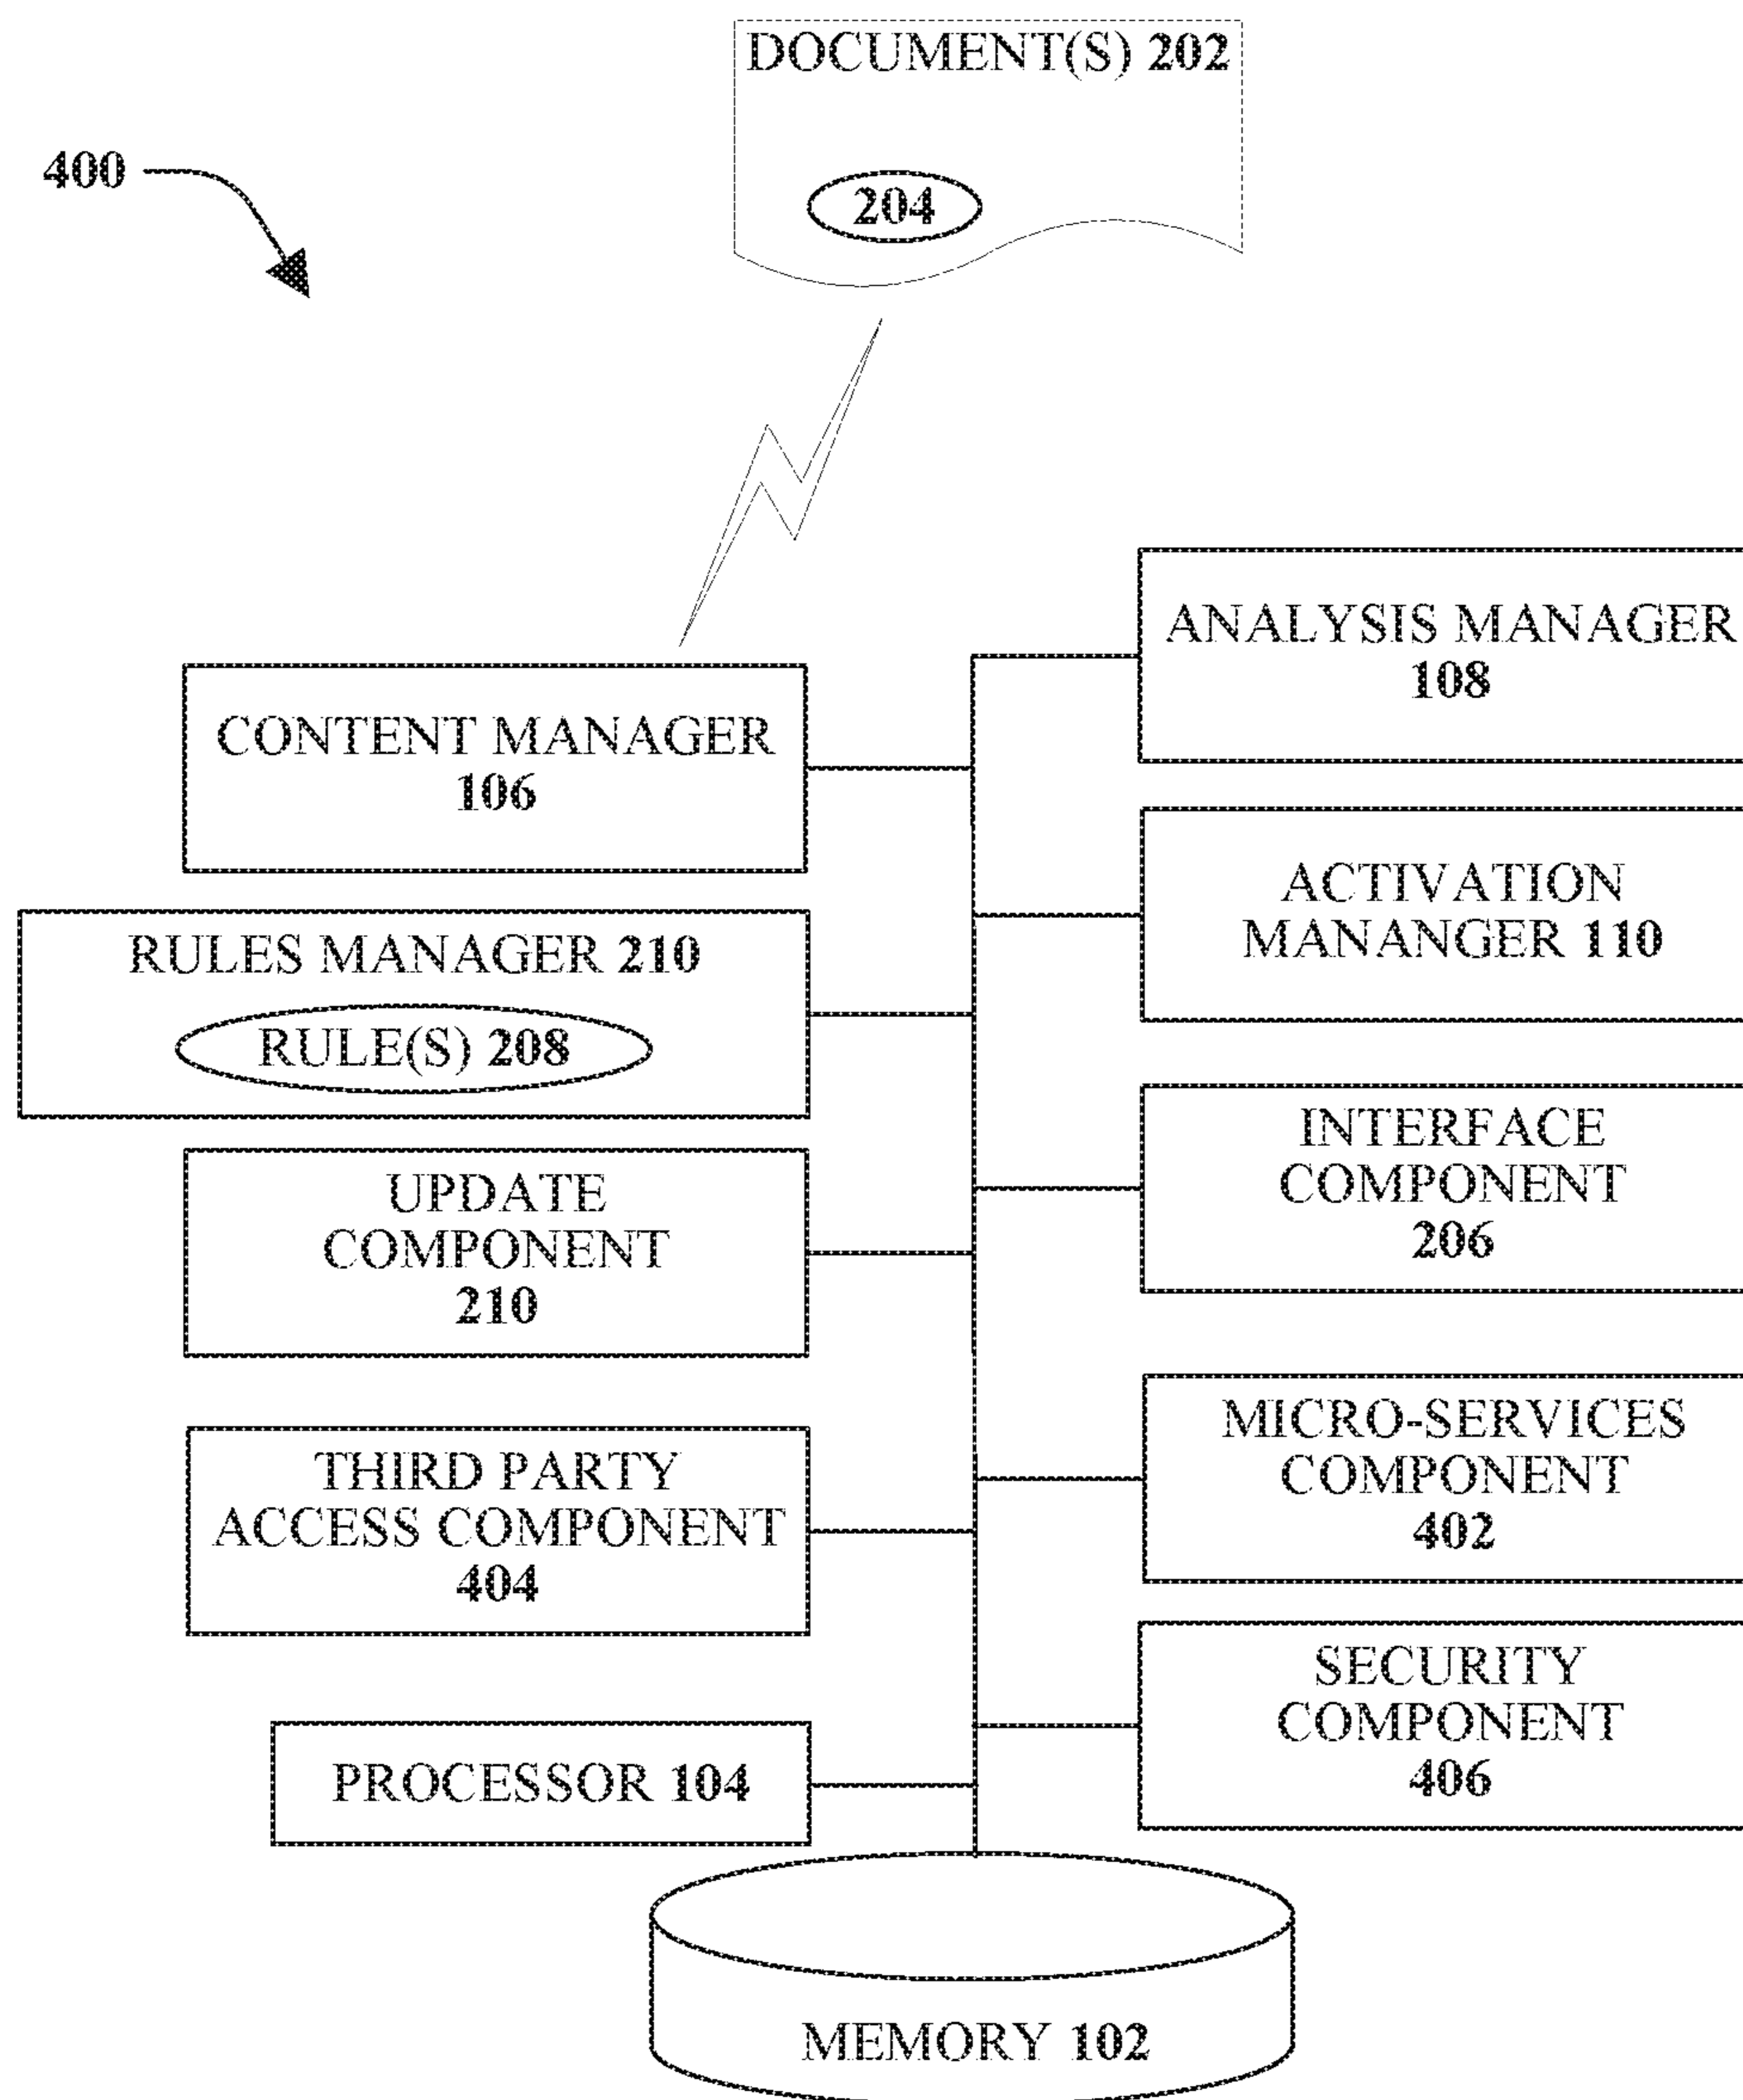 DOCUMENT(S) 202
400
204
ANALYSIS MANAGER
108
CONTENT MANAGER
106
ACTIVATION
MANANGER 110
RULES MANAGER 210
RULE(S) 208
INTERFACE
COMPONENT
206
UPDATE
COMPONENT
210
MICRO-SERVICES
COMPONENT
402
THIRD PARTY
ACCESS COMPONENT
404
SECURITY
COMPONENT
406
PROCESSOR 104
MEMORY 102